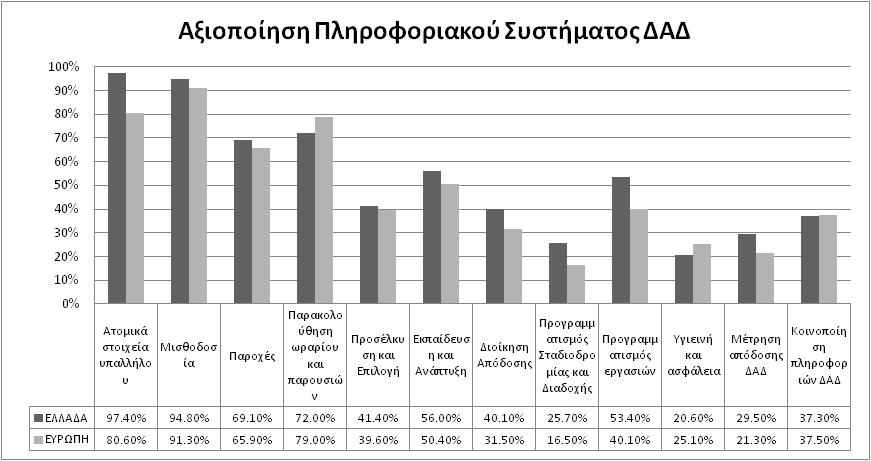 Αξιοποίηση Πληροφοριακού Συστήματος ΔΑΔ
100%
90%
80%
70%
60%
50%
40%
30%
20%
10%
0%
Ατομικά
στοιχεία
υπαλλήλο
υ
Μισθοδοσ
ία
Παροχές
Παρακολο
ύθηση
ωραρίου
και
παρουσιώ
ν
Προσέλκυ
ση και
Επιλογή
Εκπαίδευσ
η και
Ανάπτυξη
Διοίκηση
Απόδοσης
Προγραμμ
ατισμός
Σταδιοδρο
μίας και
Διαδοχής
Προγραμμ
ατισμός
εργασιών
Υγιεινή
και
ασφάλεια
Μέτρηση
απόδοσης
ΔΑΔ
Κοινοποίη
ση
πληροφορ
ιών ΔΑΔ
ΕΛΛΑΔΑ 97.40% 94.80% 69.10% 72.00% 41.40% 56.00% 40.10% 25.70% 53.40% 20.60% 29.50% 37.30%
ΕΥΡΩΠΗ 80.60% 91.30% 65.90% 79.00% 39.60% 50.40% 31.50% 16.50% 40.10% 25.10% 21.30% 37.50%